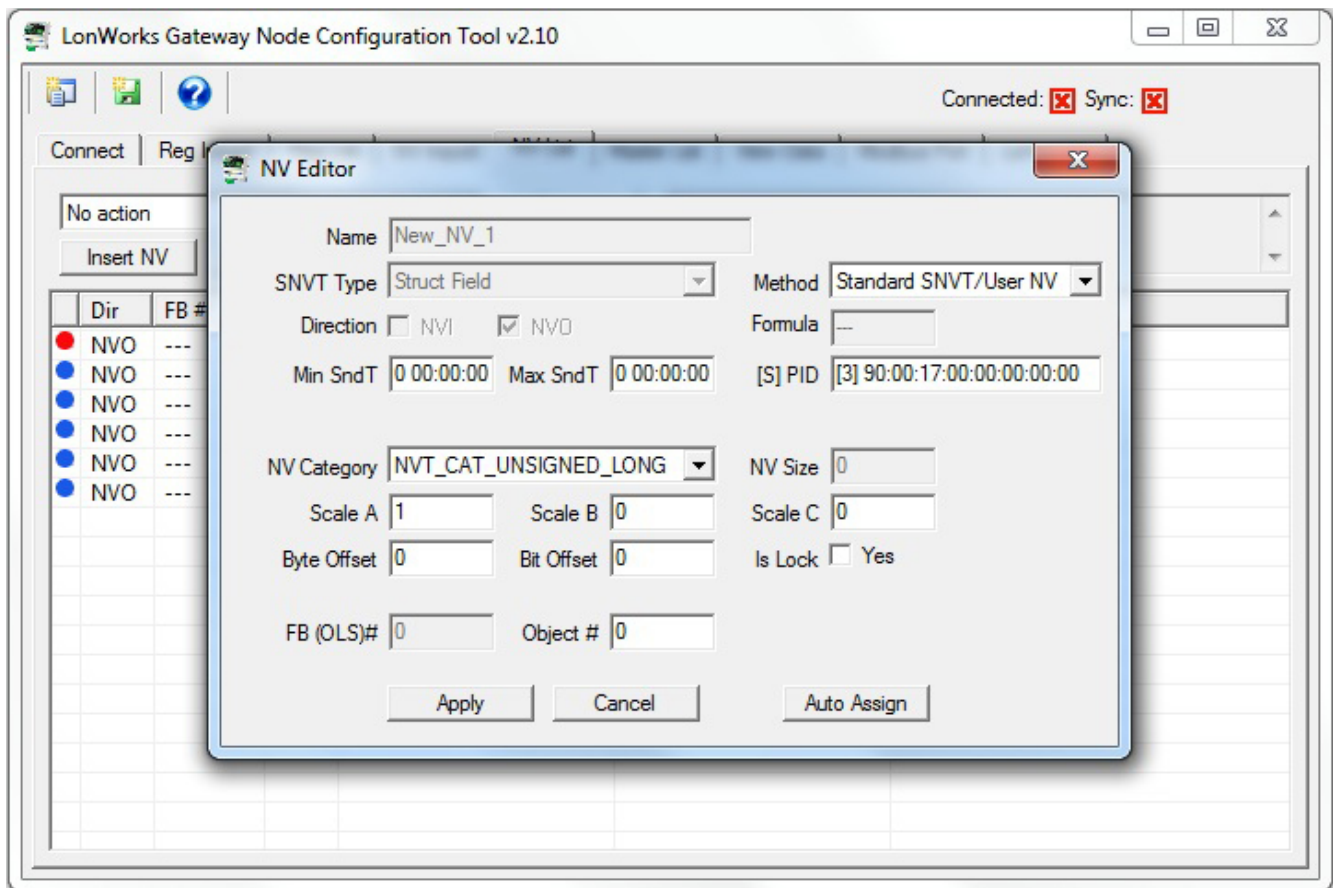 LonWorks Gateway Node Configuration Tool v2.10
Connected: Sync:
Connect Reg
No action
Insert NV
Dir FB #
NVO ---
NVO ---
NVO ---
NVO ---
NVO ---
NVO ---
NV Editor
Name New_NV_1
SNVT Type Struct Field Method Standard SNVT/User NV
Direction NVI NVO Formula ---
Min SndT 0 00:00:00 Max SndT 0 00:00:00 [S] PID [3] 90:00:17:00:00:00:00:00
NV Category NVT_CAT_UNSIGNED_LONG NV Size 0
Scale A 1 Scale B 0 Scale C 0
Byte Offset 0 Bit Offset 0 Is Lock Yes
FB (OLS)# 0 Object # 0
Apply Cancel Auto Assign